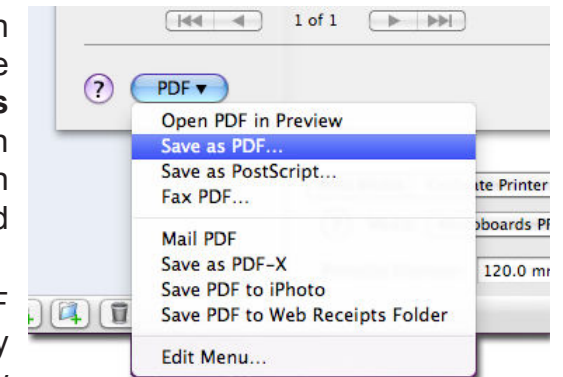 1 of 1
? PDF ▼
Open PDF in Preview
Save as PDF...
Save as PostScript...
Fax PDF...
Mail PDF
Save as PDF-X
Save PDF to iPhoto
Save PDF to Web Receipts Folder
Edit Menu...
Printer
120.0